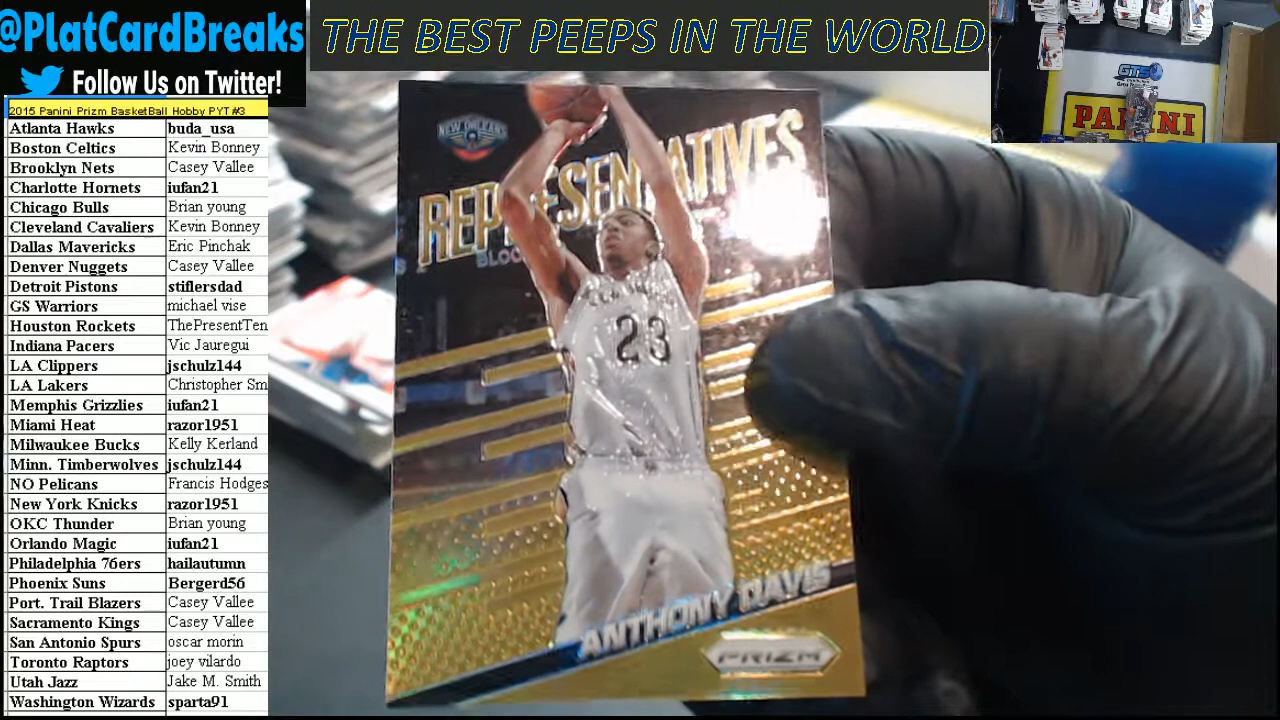 @PlatCardBreaks
Follow Us on Twitter!
THE BEST PEEPS IN THE WORLD
2015 Panini Prizm BasketBall Hobby PYT #3
Atlanta Hawks buda_usa
Boston Celtics Kevin Bonney
Brooklyn Nets Casey Vallee
Charlotte Hornets iufan21
Chicago Bulls Brian young
Cleveland Cavaliers Kevin Bonney
Dallas Mavericks Eric Pinchak
Denver Nuggets Casey Vallee
Detroit Pistons stiflersdad
GS Warriors michael vise
Houston Rockets ThePresentTen
Indiana Pacers Vic Jauregui
LA Clippers jschulz144
LA Lakers Christopher Sm
Memphis Grizzlies iufan21
Miami Heat razor1951
Milwaukee Bucks Kelly Kerland
Minn. Timberwolves jschulz144
NO Pelicans Francis Hodges
New York Knicks razor1951
OKC Thunder Brian young
Orlando Magic iufan21
Philadelphia 76ers hailautumn
Phoenix Suns Bergerd56
Port. Trail Blazers Casey Vallee
Sacramento Kings Casey Vallee
San Antonio Spurs oscar morin
Toronto Raptors joey vilardo
Utah Jazz Jake M. Smith
Washington Wizards sparta91
NEW ORLEANS
REPRESENTATIVES
23
ANTHONY DAVIS
PRIZM
GTS
PANINI